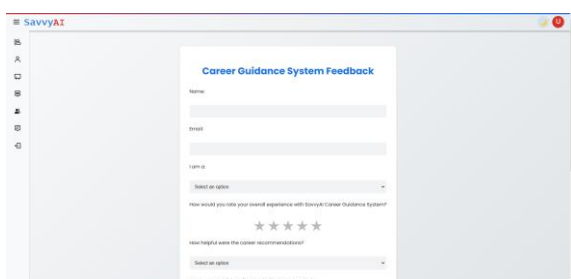 SavvyAI
U
Career Guidance System Feedback
Name:
Email:
I am a:
Select an option
How would you rate your overall experience with SavvyAI Career Guidance System?
How helpful were the career recommendations?
Select an option